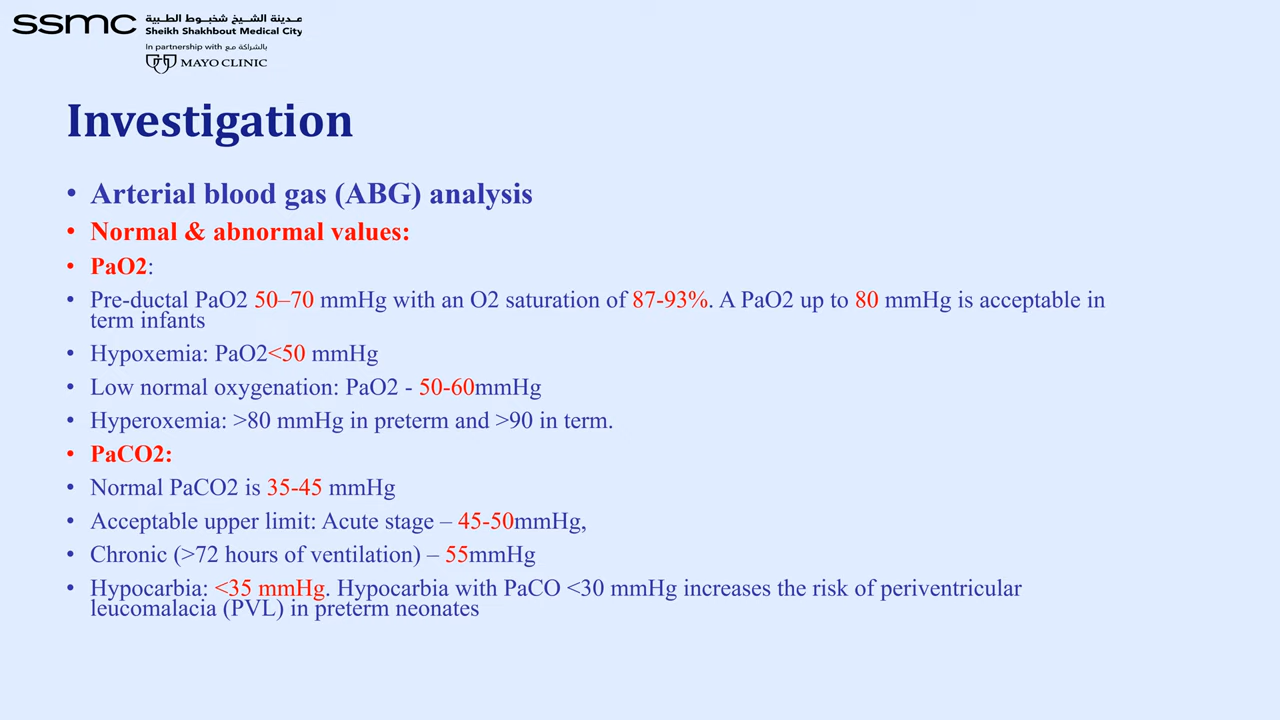 ssmc
مدينة الشيخ شخبوط الطبية
Sheikh Shakhbout Medical City
In partnership with بالشراكة مع
MAYO CLINIC
Investigation
• Arterial blood gas (ABG) analysis
• Normal & abnormal values:
• PaO2:
• Pre-ductal PaO2 50–70 mmHg with an O2 saturation of 87-93%. A PaO2 up to 80 mmHg is acceptable in
term infants
• Hypoxemia: PaO2<50 mmHg
• Low normal oxygenation: PaO2 - 50-60mmHg
• Hyperoxemia: >80 mmHg in preterm and >90 in term.
• PaCO2:
• Normal PaCO2 is 35-45 mmHg
• Acceptable upper limit: Acute stage – 45-50mmHg,
• Chronic (>72 hours of ventilation) – 55mmHg
• Hypocarbia: <35 mmHg. Hypocarbia with PaCO <30 mmHg increases the risk of periventricular
leucomalacia (PVL) in preterm neonates